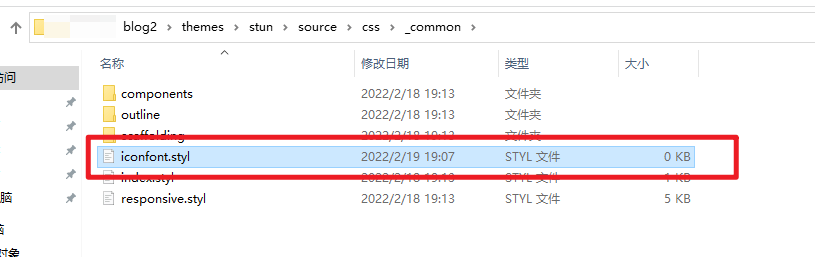 blog2 › themes › stun › source › css › _common ›
访问
名称 修改日期 类型 大小
components 2022/2/18 19:13 文件夹
outline 2022/2/18 19:13 文件夹
scaffolding 2022/2/18 19:13 文件夹
iconfont.styl 2022/2/19 19:07 STYL 文件 0 KB
index.styl 2022/2/18 19:13 STYL 文件 1 KB
脑
responsive.styl 2022/2/18 19:13 STYL 文件 5 KB
脑
对象